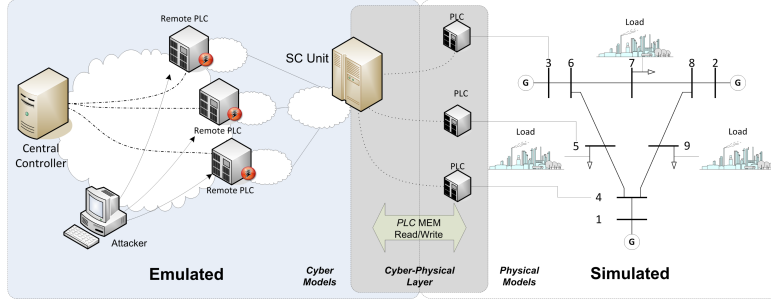 Remote PLC
SC Unit
PLC
Load
3
6
7
8
2
G
G
Remote PLC
PLC
Central
Controller
Load
Load
5
9
Remote PLC
PLC
4
1
G
Attacker
PLC MEM
Read/Write
Emulated
Cyber
Models
Cyber-Physical
Layer
Physical
Models
Simulated